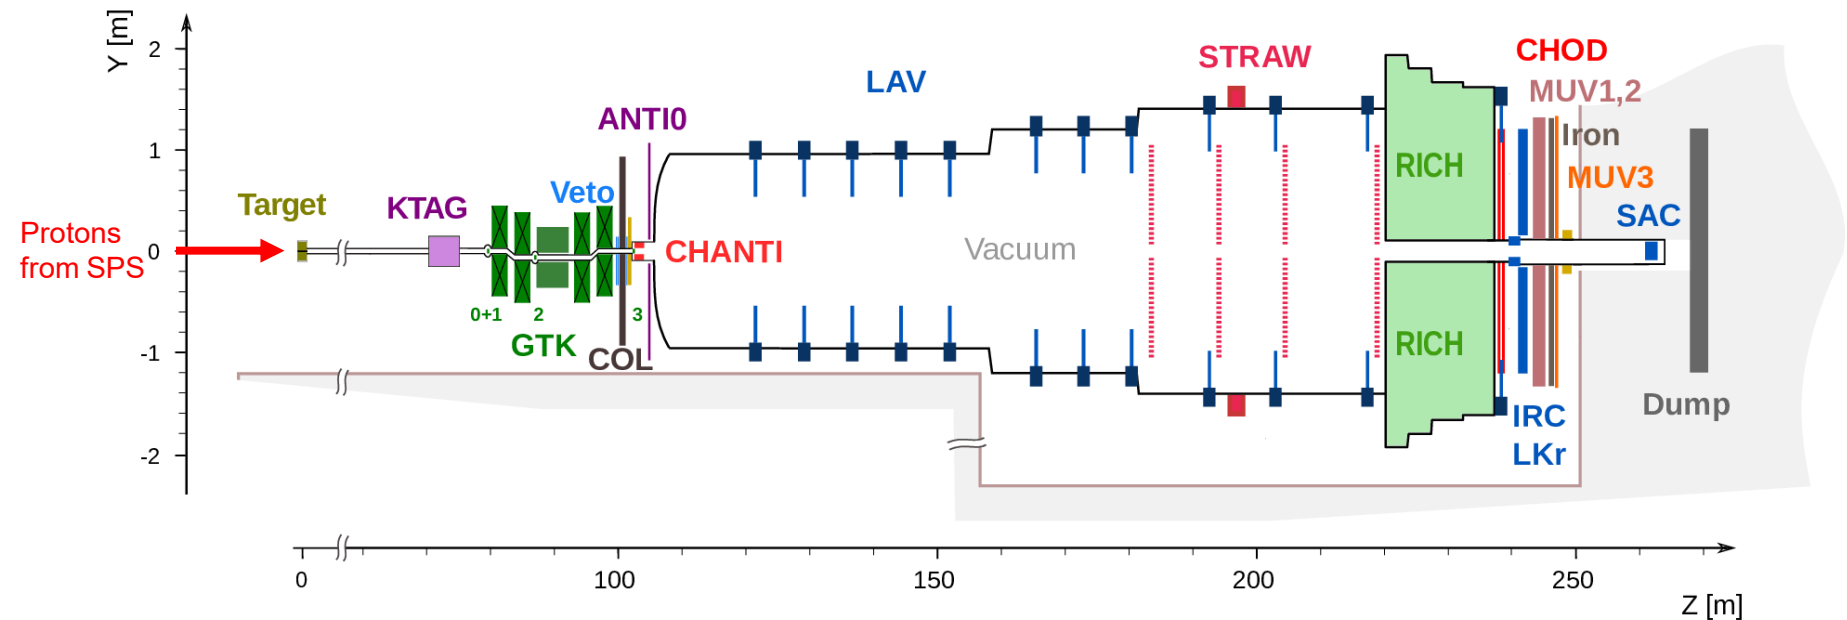 Y [m]
2
1
0
-1
-2
Protons
from SPS
Target
KTAG
0+1
2
3
GTK
Veto
COL
ANTI0
CHANTI
LAV
Vacuum
STRAW
RICH
RICH
CHOD
MUV1,2
Iron
MUV3
SAC
IRC
LKr
Dump
0
100
150
200
250
Z [m]